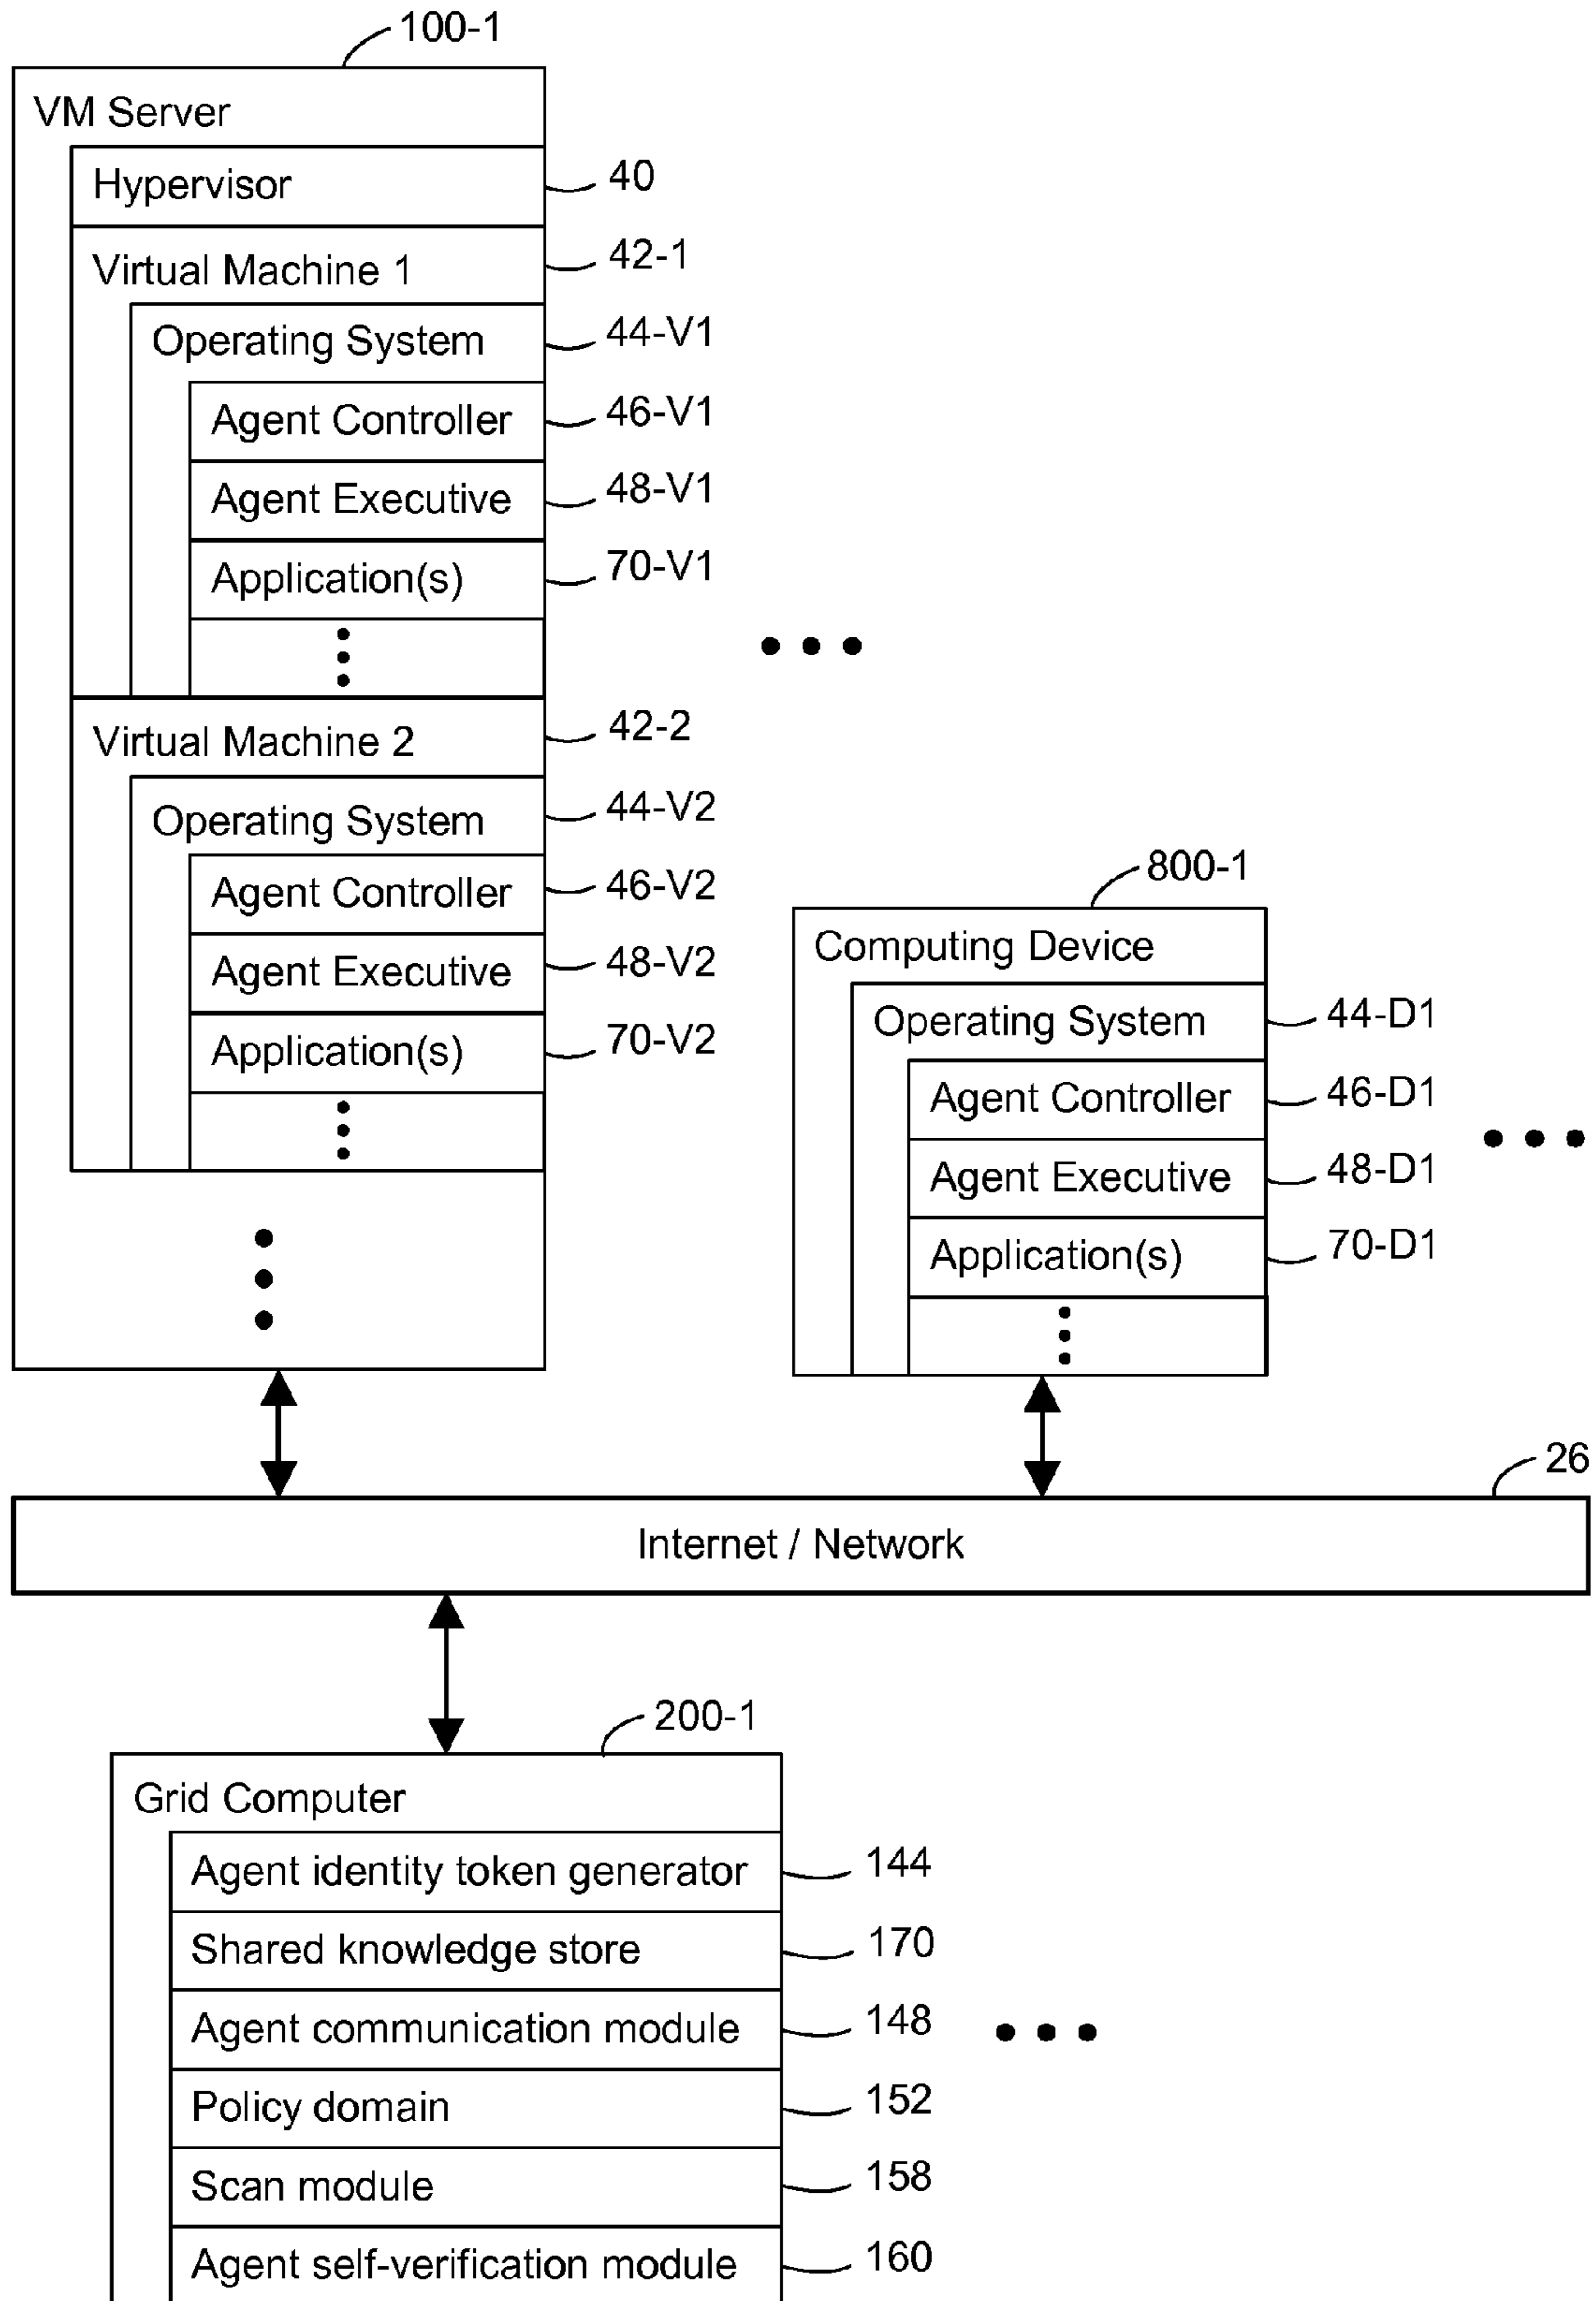 100-1
VM Server
Hypervisor 40
Virtual Machine 1 42-1
Operating System 44-V1
Agent Controller 46-V1
Agent Executive 48-V1
Application(s) 70-V1
Virtual Machine 2 42-2
Operating System 44-V2
Agent Controller 46-V2
Agent Executive 48-V2
Application(s) 70-V2
800-1
Computing Device
Operating System 44-D1
Agent Controller 46-D1
Agent Executive 48-D1
Application(s) 70-D1
26
Internet / Network
200-1
Grid Computer
Agent identity token generator 144
Shared knowledge store 170
Agent communication module 148
Policy domain 152
Scan module 158
Agent self-verification module 160